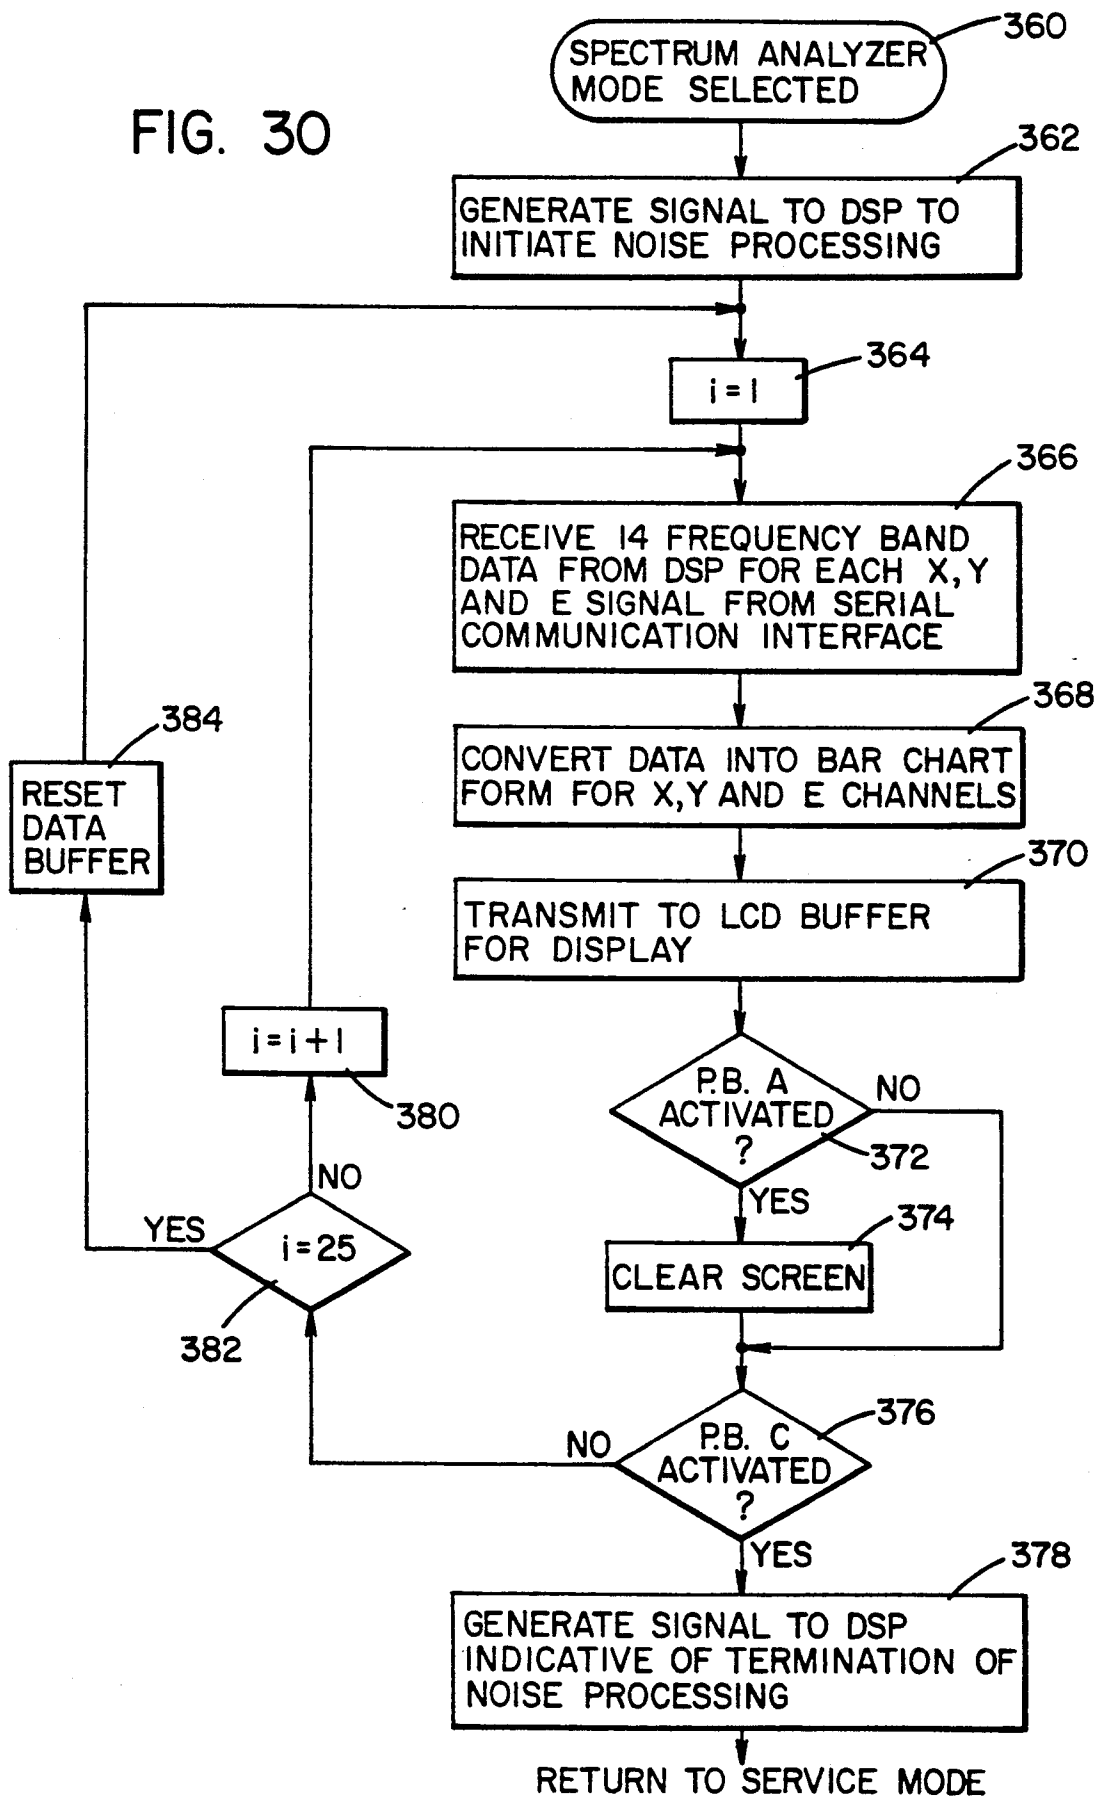 FIG. 30
360
SPECTRUM ANALYZER
MODE SELECTED
362
GENERATE SIGNAL TO DSP TO
INITIATE NOISE PROCESSING
364
i = 1
366
RECEIVE 14 FREQUENCY BAND
DATA FROM DSP FOR EACH X, Y
AND E SIGNAL FROM SERIAL
COMMUNICATION INTERFACE
368
CONVERT DATA INTO BAR CHART
FORM FOR X, Y AND E CHANNELS
370
TRANSMIT TO LCD BUFFER
FOR DISPLAY
P.B. A
ACTIVATED
?
372
NO
YES
374
CLEAR SCREEN
376
P.B. C
ACTIVATED
?
NO
YES
378
GENERATE SIGNAL TO DSP
INDICATIVE OF TERMINATION OF
NOISE PROCESSING
RETURN TO SERVICE MODE
i = 25
382
NO
YES
i = i + 1
380
384
RESET
DATA
BUFFER